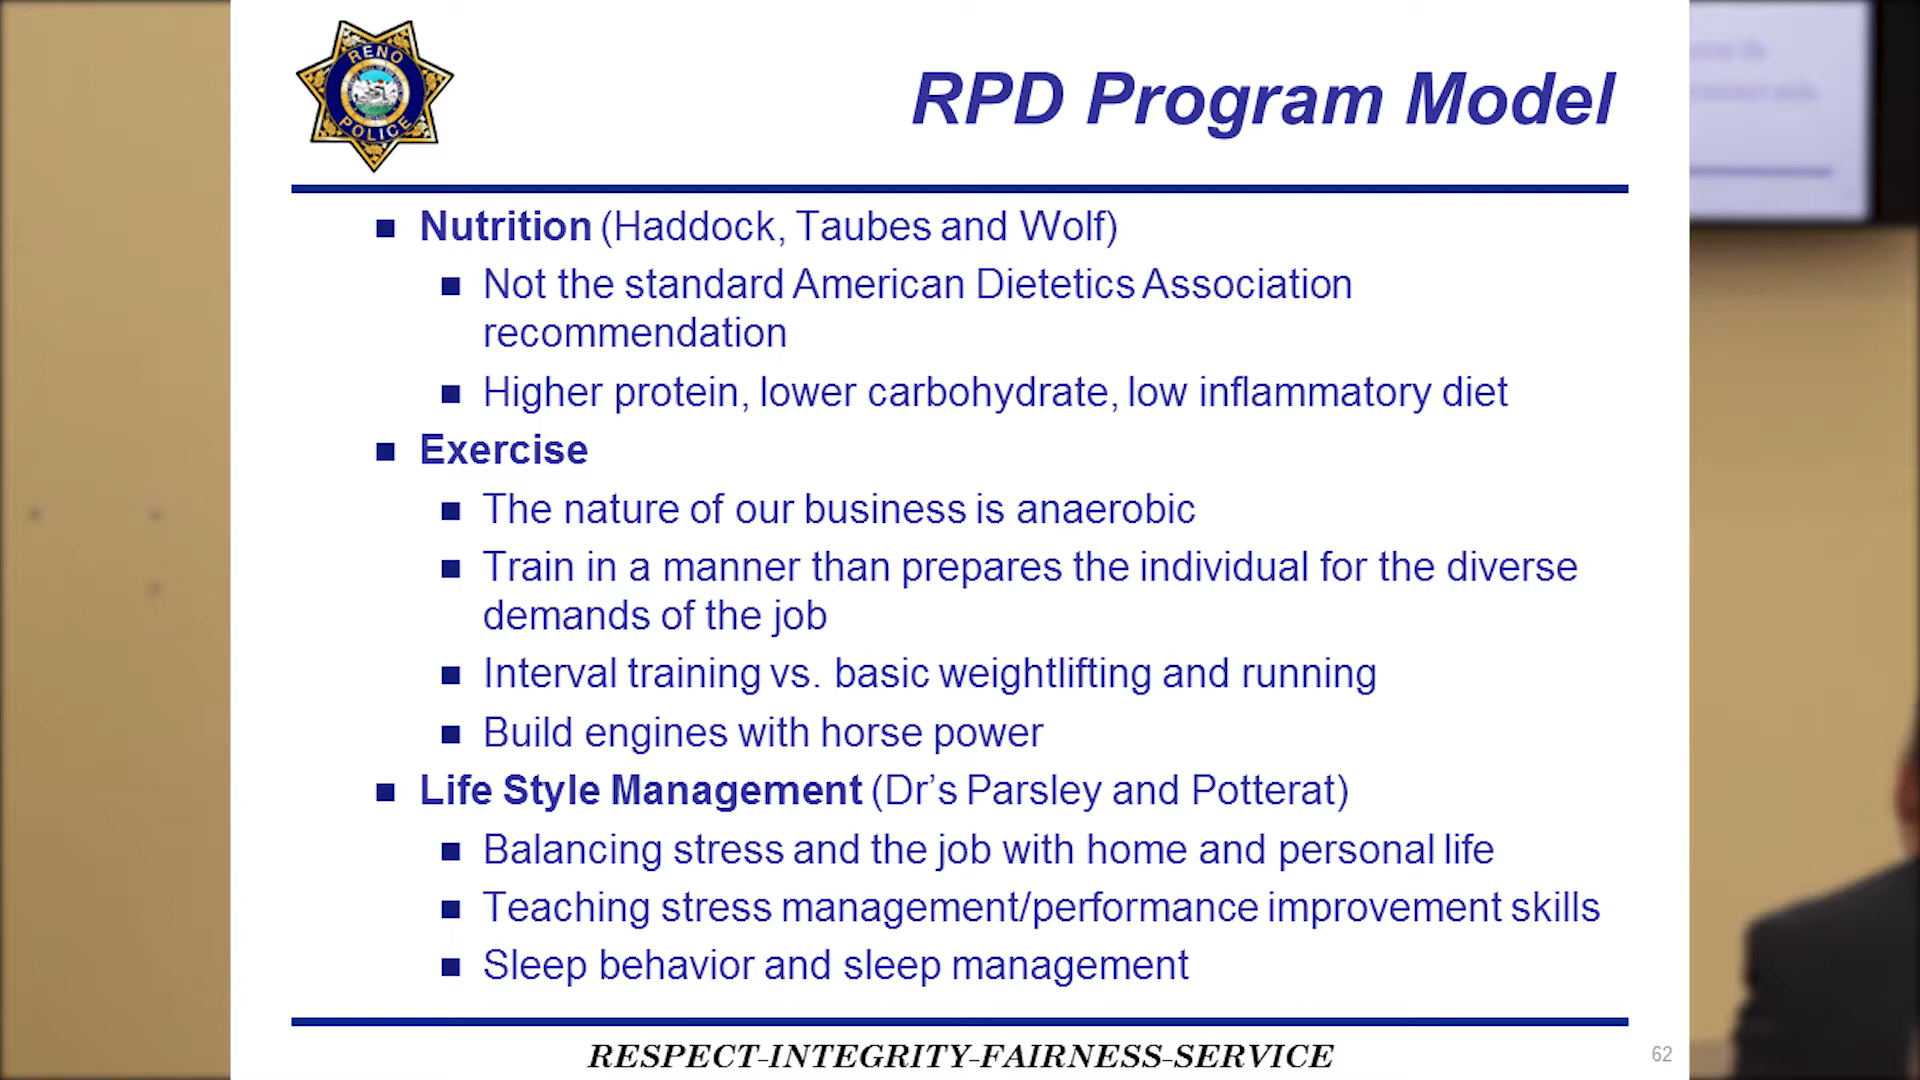 RENO
POLICE
RPD Program Model
Nutrition (Haddock, Taubes and Wolf)
Not the standard American Dietetics Association
recommendation
Higher protein, lower carbohydrate, low inflammatory diet
Exercise
The nature of our business is anaerobic
Train in a manner than prepares the individual for the diverse
demands of the job
Interval training vs. basic weightlifting and running
Build engines with horse power
Life Style Management (Dr’s Parsley and Potterat)
Balancing stress and the job with home and personal life
Teaching stress management/performance improvement skills
Sleep behavior and sleep management
RESPECT-INTEGRITY-FAIRNESS-SERVICE
62